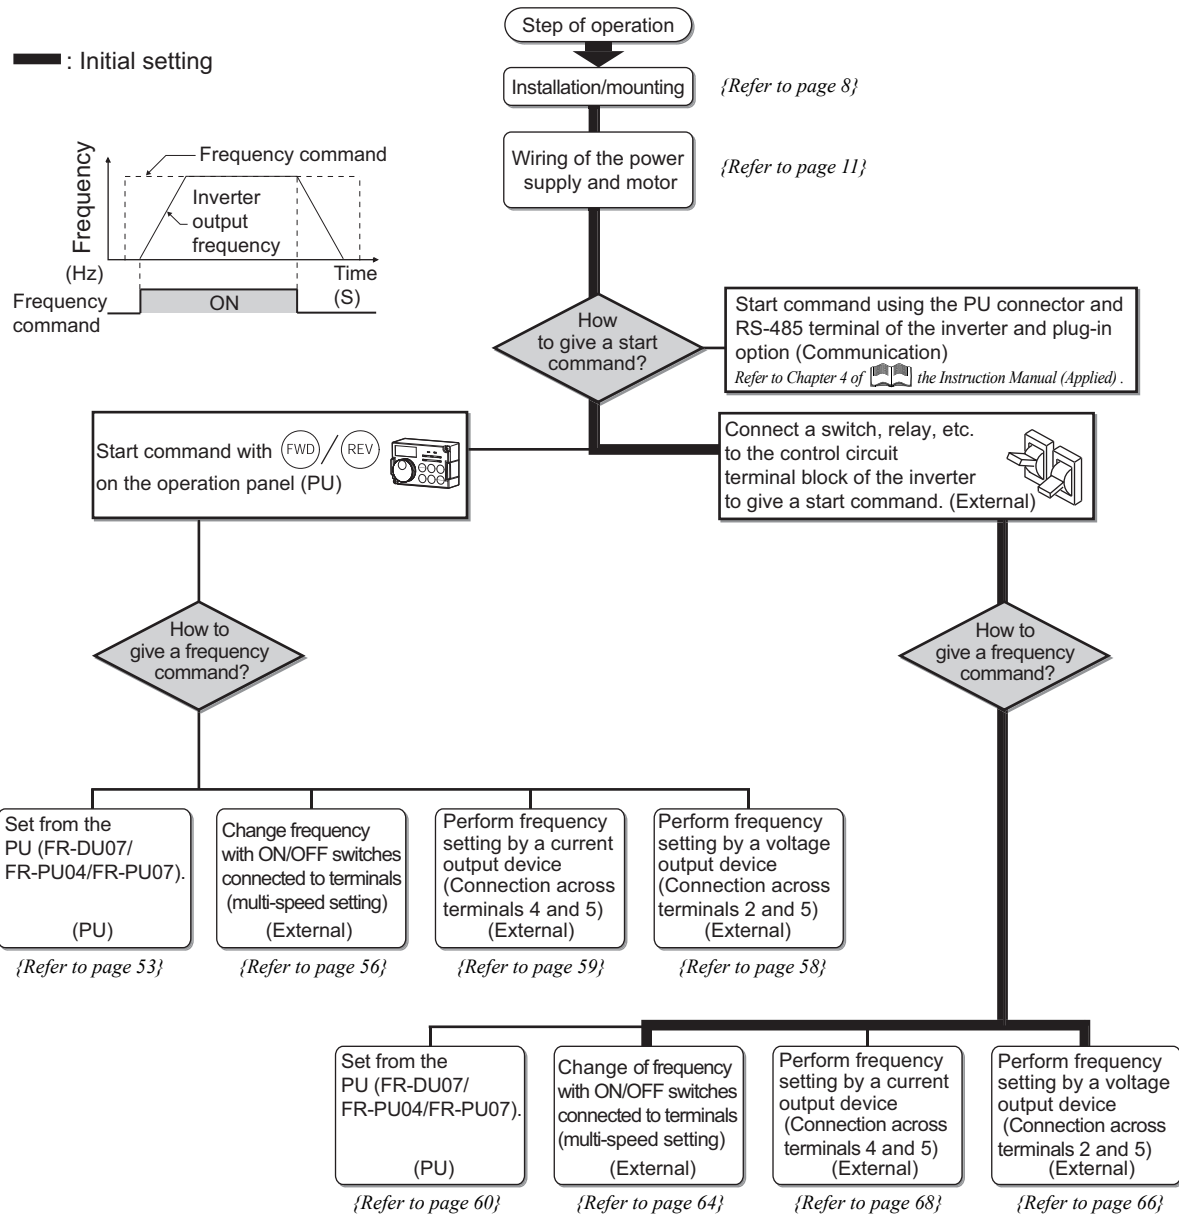 Step of operation
: Initial setting
Installation/mounting
{Refer to page 8}
Wiring of the power
supply and motor
{Refer to page 11}
Frequency
(Hz)
Frequency command
Inverter
output
frequency
Time
(S)
Frequency
command
ON
How
to give a start
command?
Start command using the PU connector and
RS-485 terminal of the inverter and plug-in
option (Communication)
Refer to Chapter 4 of the Instruction Manual (Applied) .
Start command with FWD / REV
on the operation panel (PU)
Connect a switch, relay, etc.
to the control circuit
terminal block of the inverter
to give a start command. (External)
How to
give a frequency
command?
How to
give a frequency
command?
Set from the
PU (FR-DU07/
FR-PU04/FR-PU07).
(PU)
{Refer to page 53}
Change frequency
with ON/OFF switches
connected to terminals
(multi-speed setting)
(External)
{Refer to page 56}
Perform frequency
setting by a current
output device
(Connection across
terminals 4 and 5)
(External)
{Refer to page 59}
Perform frequency
setting by a voltage
output device
(Connection across
terminals 2 and 5)
(External)
{Refer to page 58}
Set from the
PU (FR-DU07/
FR-PU04/FR-PU07).
(PU)
{Refer to page 60}
Change of frequency
with ON/OFF switches
connected to terminals
(multi-speed setting)
(External)
{Refer to page 64}
Perform frequency
setting by a current
output device
(Connection across
terminals 4 and 5)
(External)
{Refer to page 68}
Perform frequency
setting by a voltage
output device
(Connection across
terminals 2 and 5)
(External)
{Refer to page 66}